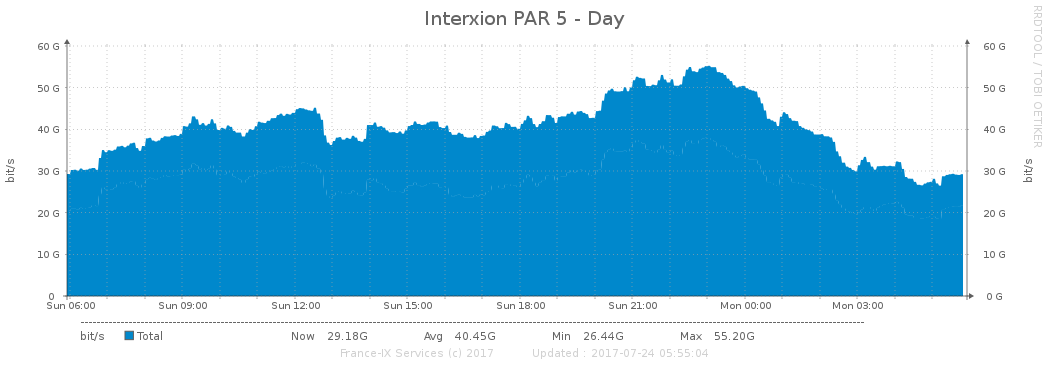 Interxion PAR 5 - Day
RRDTOOL / TOBI OETIKER
60 G 60 G
50 G 50 G
40 G 40 G
30 G 30 G
20 G 20 G
10 G 10 G
0 0 G
bit/s
bit/s
Sun 06:00 Sun 09:00 Sun 12:00 Sun 15:00 Sun 18:00 Sun 21:00 Mon 00:00 Mon 03:00
bit/s Total Now 29.18G Avg 40.45G Min 26.44G Max 55.20G
France-IX Services (c) 2017 Updated : 2017-07-24 05:55:04